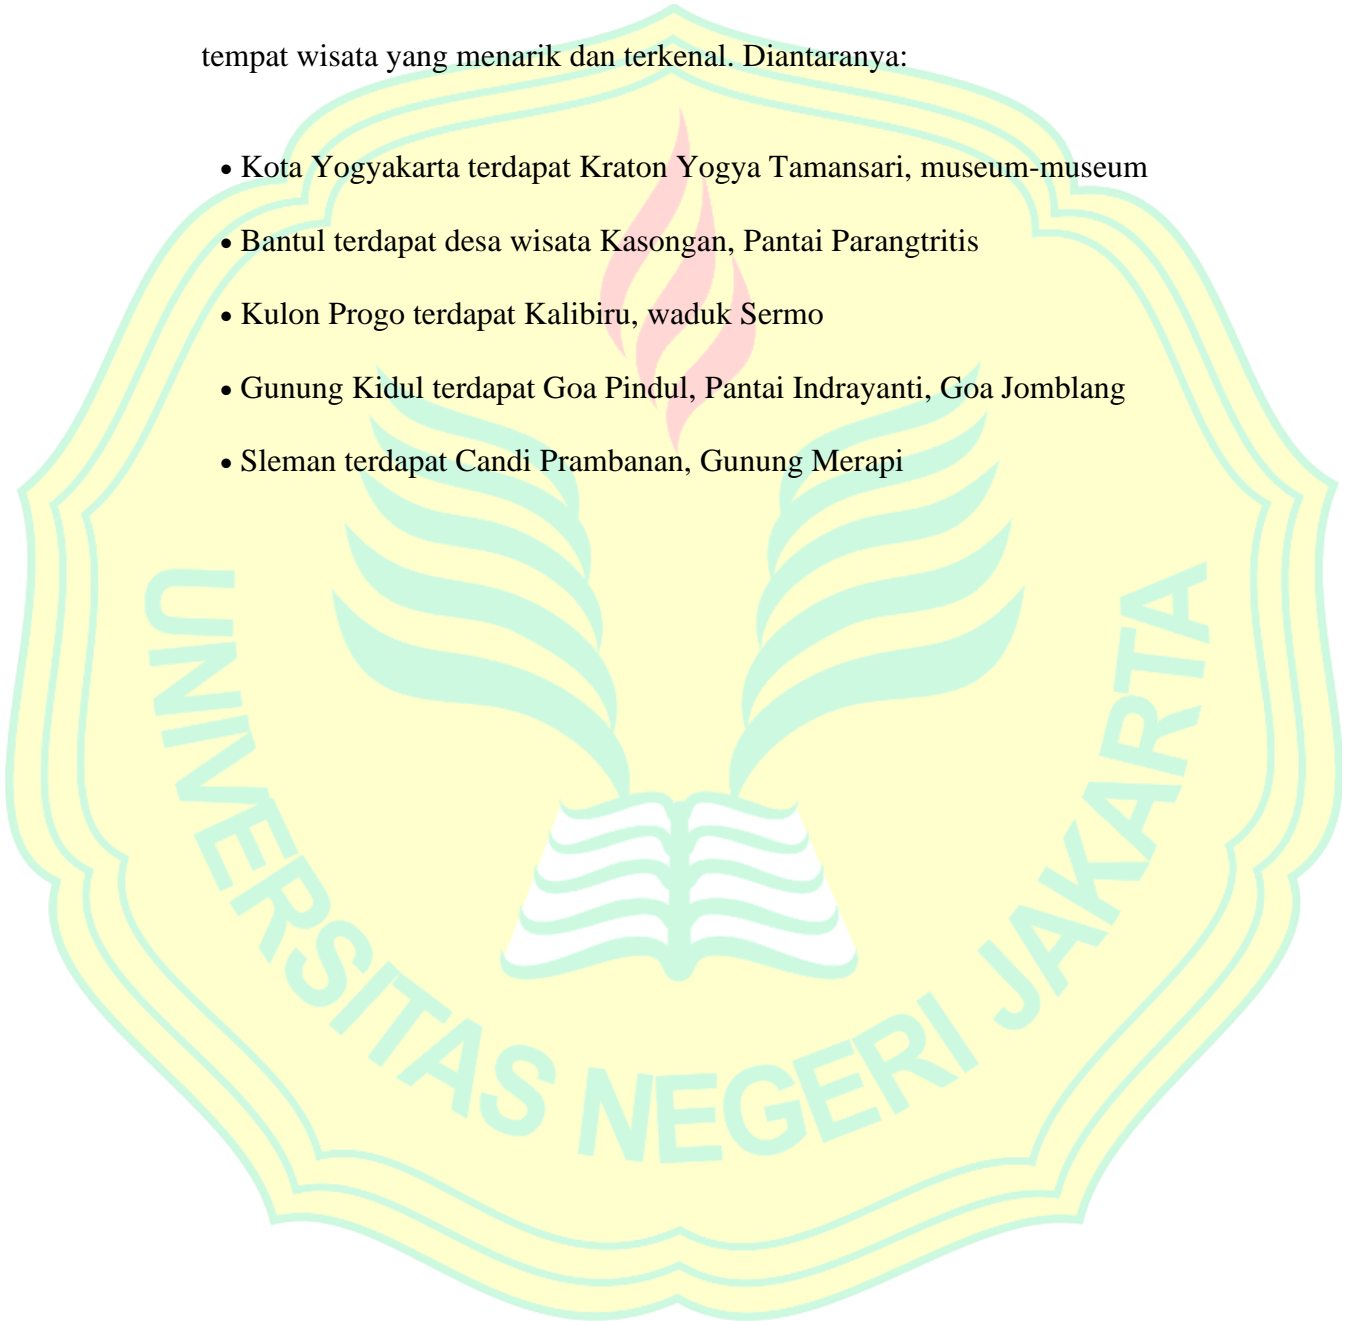 tempat wisata yang menarik dan terkenal. Diantaranya:
• Kota Yogyakarta terdapat Kraton Yogya Tamansari, museum-museum
• Bantul terdapat desa wisata Kasongan, Pantai Parangtritis
• Kulon Progo terdapat Kalibiru, waduk Sermo
• Gunung Kidul terdapat Goa Pindul, Pantai Indrayanti, Goa Jomblang
• Sleman terdapat Candi Prambanan, Gunung Merapi
UNIVERSITAS NEGERI JAKARTA